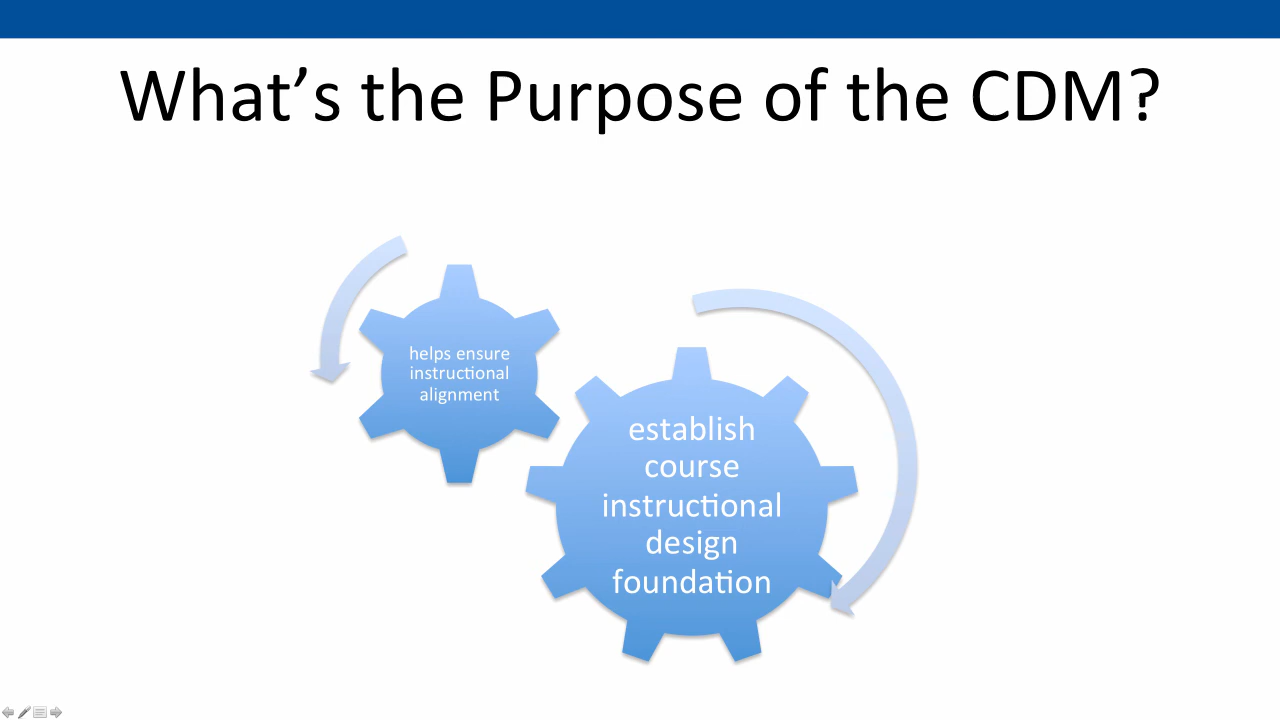 What’s the Purpose of the CDM?
helps ensure
instructional
alignment
establish
course
instructional
design
foundation